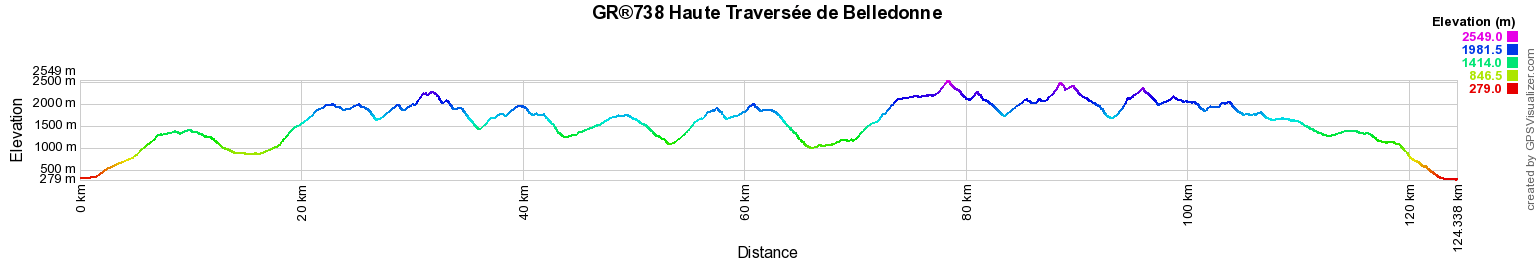 GR®738 Haute Traversée de Belledonne
Elevation (m)
2549.0
1981.5
1414.0
846.5
279.0
2549 m
2500 m
2000 m
1500 m
1000 m
500 m
279 m
Elevation
0 km
20 km
40 km
60 km
80 km
100 km
120 km
124.338 km
Distance
created by GPSVisualizer.com